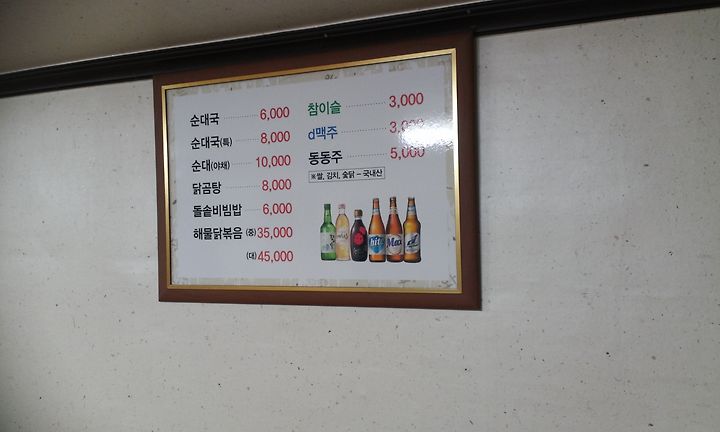 순대국 6,000
순대국(특) 8,000
순대(야채) 10,000
닭곰탕 8,000
돌솥비빔밥 6,000
해물닭볶음 (중) 35,000
(대) 45,000
참이슬 3,000
d맥주 3,000
동동주 5,000
※쌀, 김치, 숯닭 - 국내산
hite
Max
d